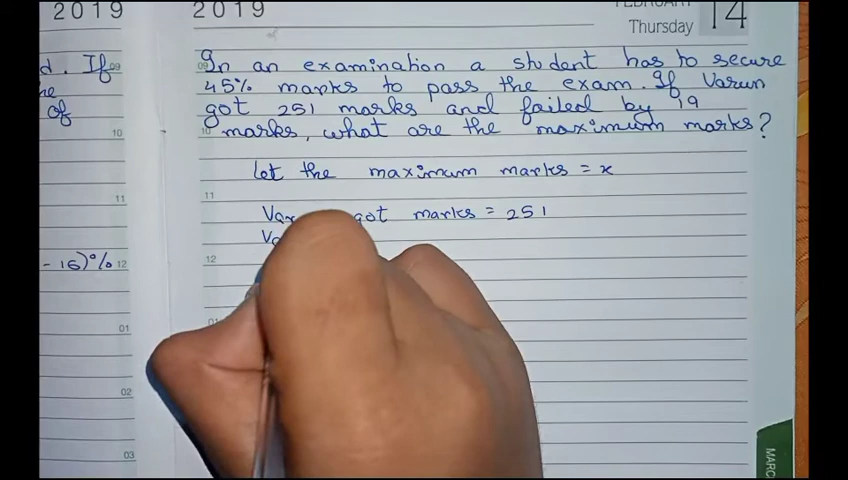 2019
2019
FEBRUARY
14
Thursday
d. If 09
of
10
11
- 15)% 12
01
02
03
09 In an examination a student has to secure
45% marks to pass the exam. If Varun
got 251 marks and failed by 19
10 marks, what are the maximum marks?
Let the maximum marks = x
11
got marks = 251
12
MARC